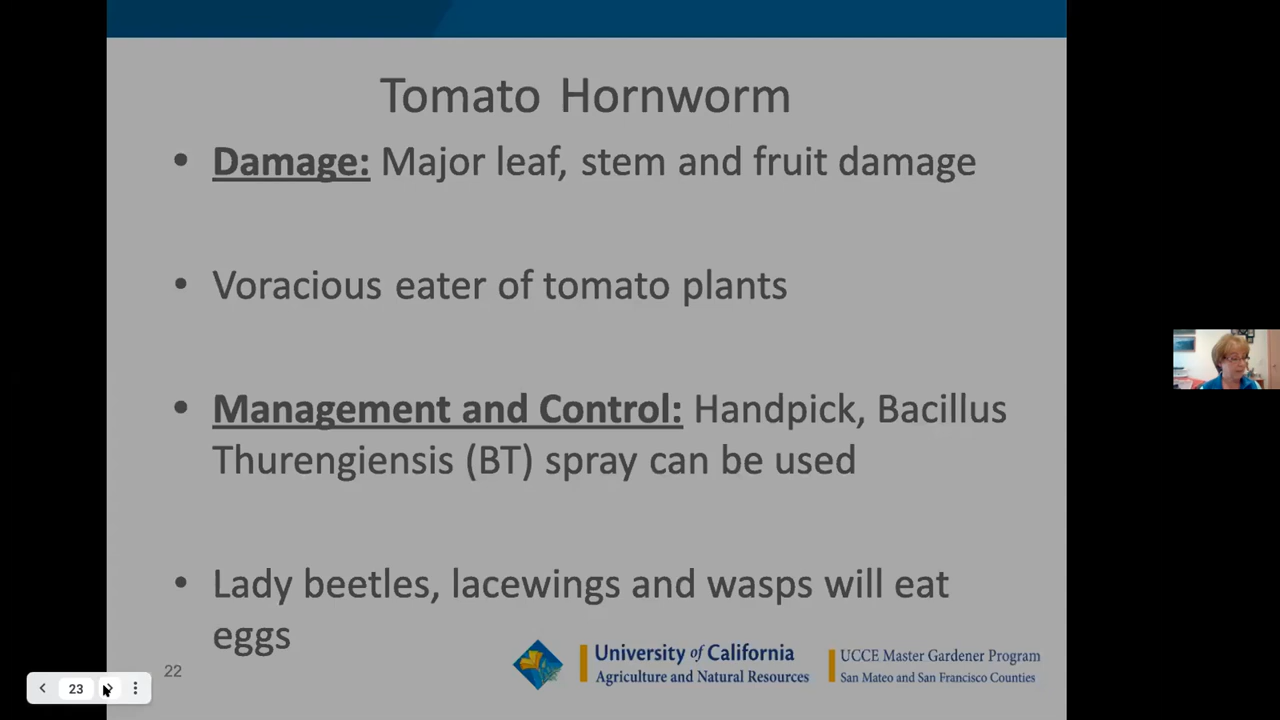 Tomato Hornworm
• Damage: Major leaf, stem and fruit damage
• Voracious eater of tomato plants
• Management and Control: Handpick, Bacillus
Thurengiensis (BT) spray can be used
• Lady beetles, lacewings and wasps will eat
eggs
22
University of California
Agriculture and Natural Resources
UCCE Master Gardener Program
San Mateo and San Francisco Counties
23